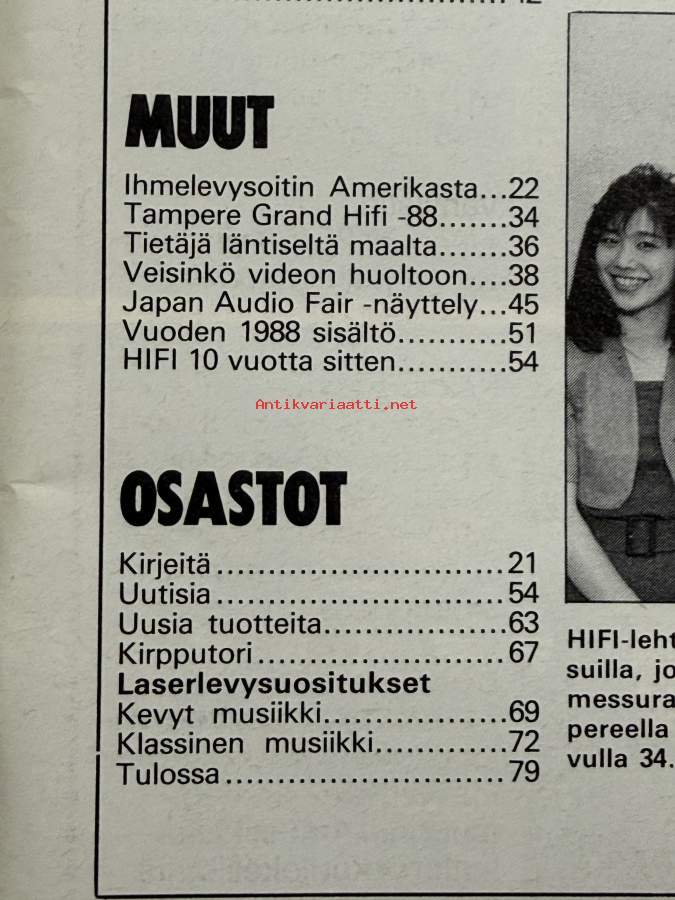 MUUT
Ihmelevysoitin Amerikasta...22
Tampere Grand Hifi -88.......34
Tietäjä läntiseltä maalta.......36
Veisinkö videon huoltoon....38
Japan Audio Fair -näyttely...45
Vuoden 1988 sisältö...........51
HIFI 10 vuotta sitten...........54
Antikvariaatti.net
OSASTOT
Kirjeitä............................21
Uutisia............................54
Uusia tuotteita..................63
Kirpputori........................67
Laserlevysuositukset
Kevyt musiikki...................69
Klassinen musiikki.............72
Tulossa...........................79
HIFI-leht
suilla, jo
messura
pereella
vulla 34.